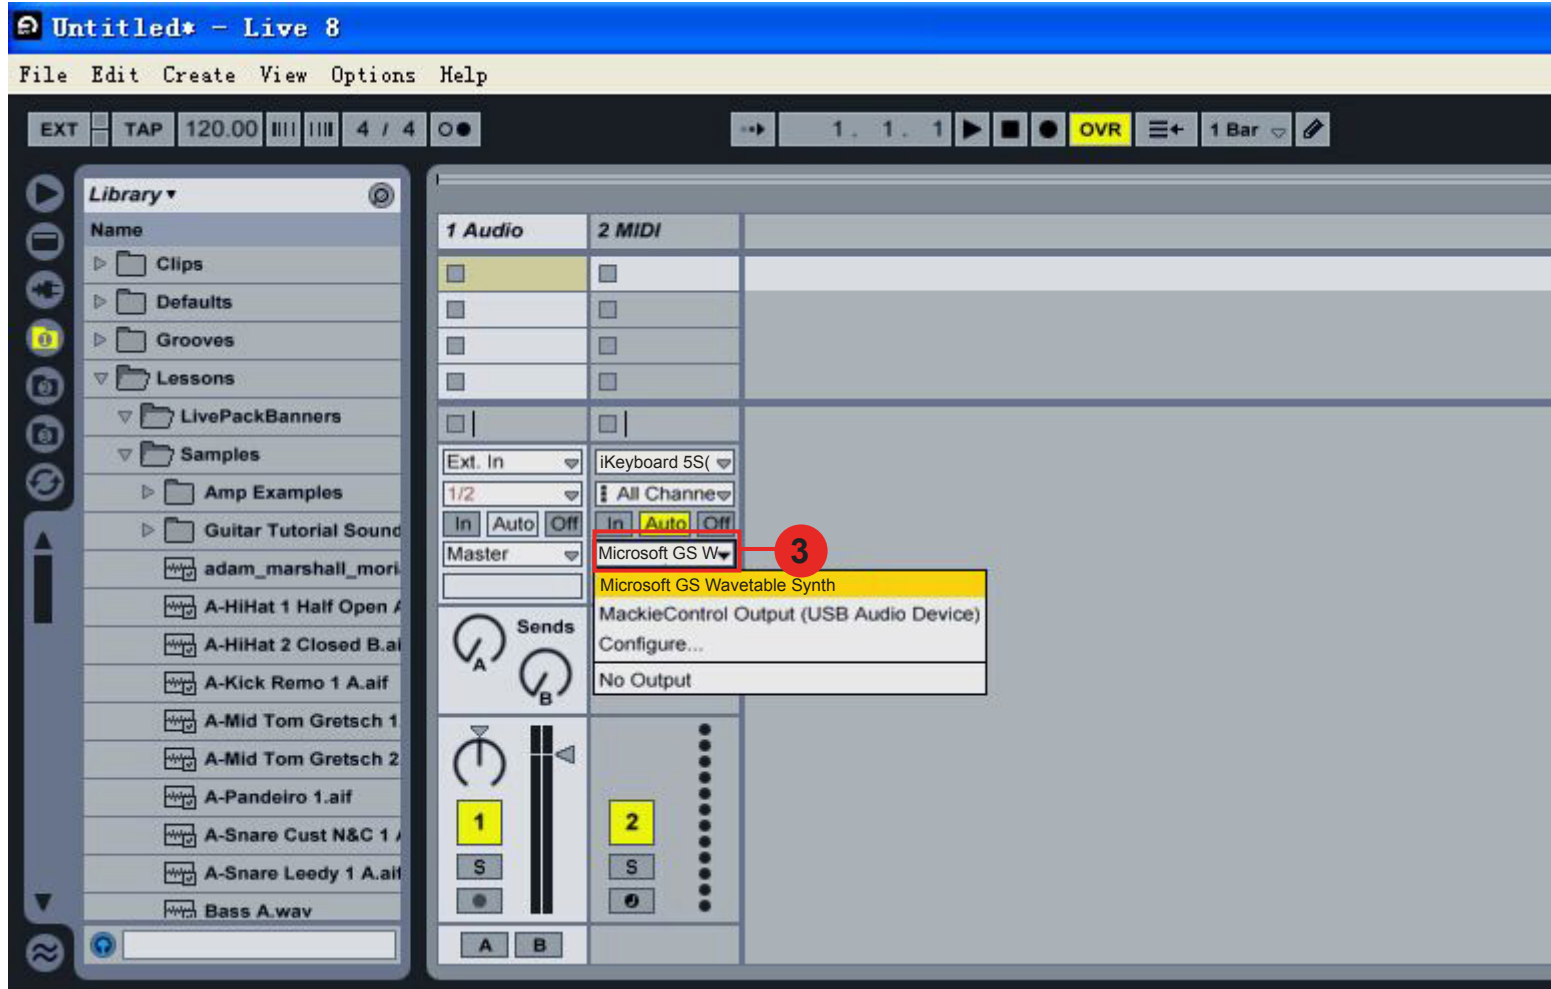 Untitled* - Live 8
File Edit Create View Options Help
EXT TAP 120.00 4 / 4 1. 1. 1 OVR 1 Bar
Library
Name
Clips
Defaults
Grooves
Lessons
LivePackBanners
Samples
Amp Examples
Guitar Tutorial Sound
adam_marshall_mori
A-HiHat 1 Half Open A
A-HiHat 2 Closed B.ai
A-Kick Remo 1 A.aif
A-Mid Tom Gretsch 1
A-Mid Tom Gretsch 2
A-Pandeiro 1.aif
A-Snare Cust N&C 1 A
A-Snare Leedy 1 A.aif
Bass A.wav
1 Audio
2 MIDI
Ext. In
1/2
In Auto Off
Master
Sends
A
B
1
S
A B
iKeyboard 5S(
All Channe
In Auto Off
Microsoft GS W
3
Microsoft GS Wavetable Synth
MackieControl Output (USB Audio Device)
Configure...
No Output
2
S